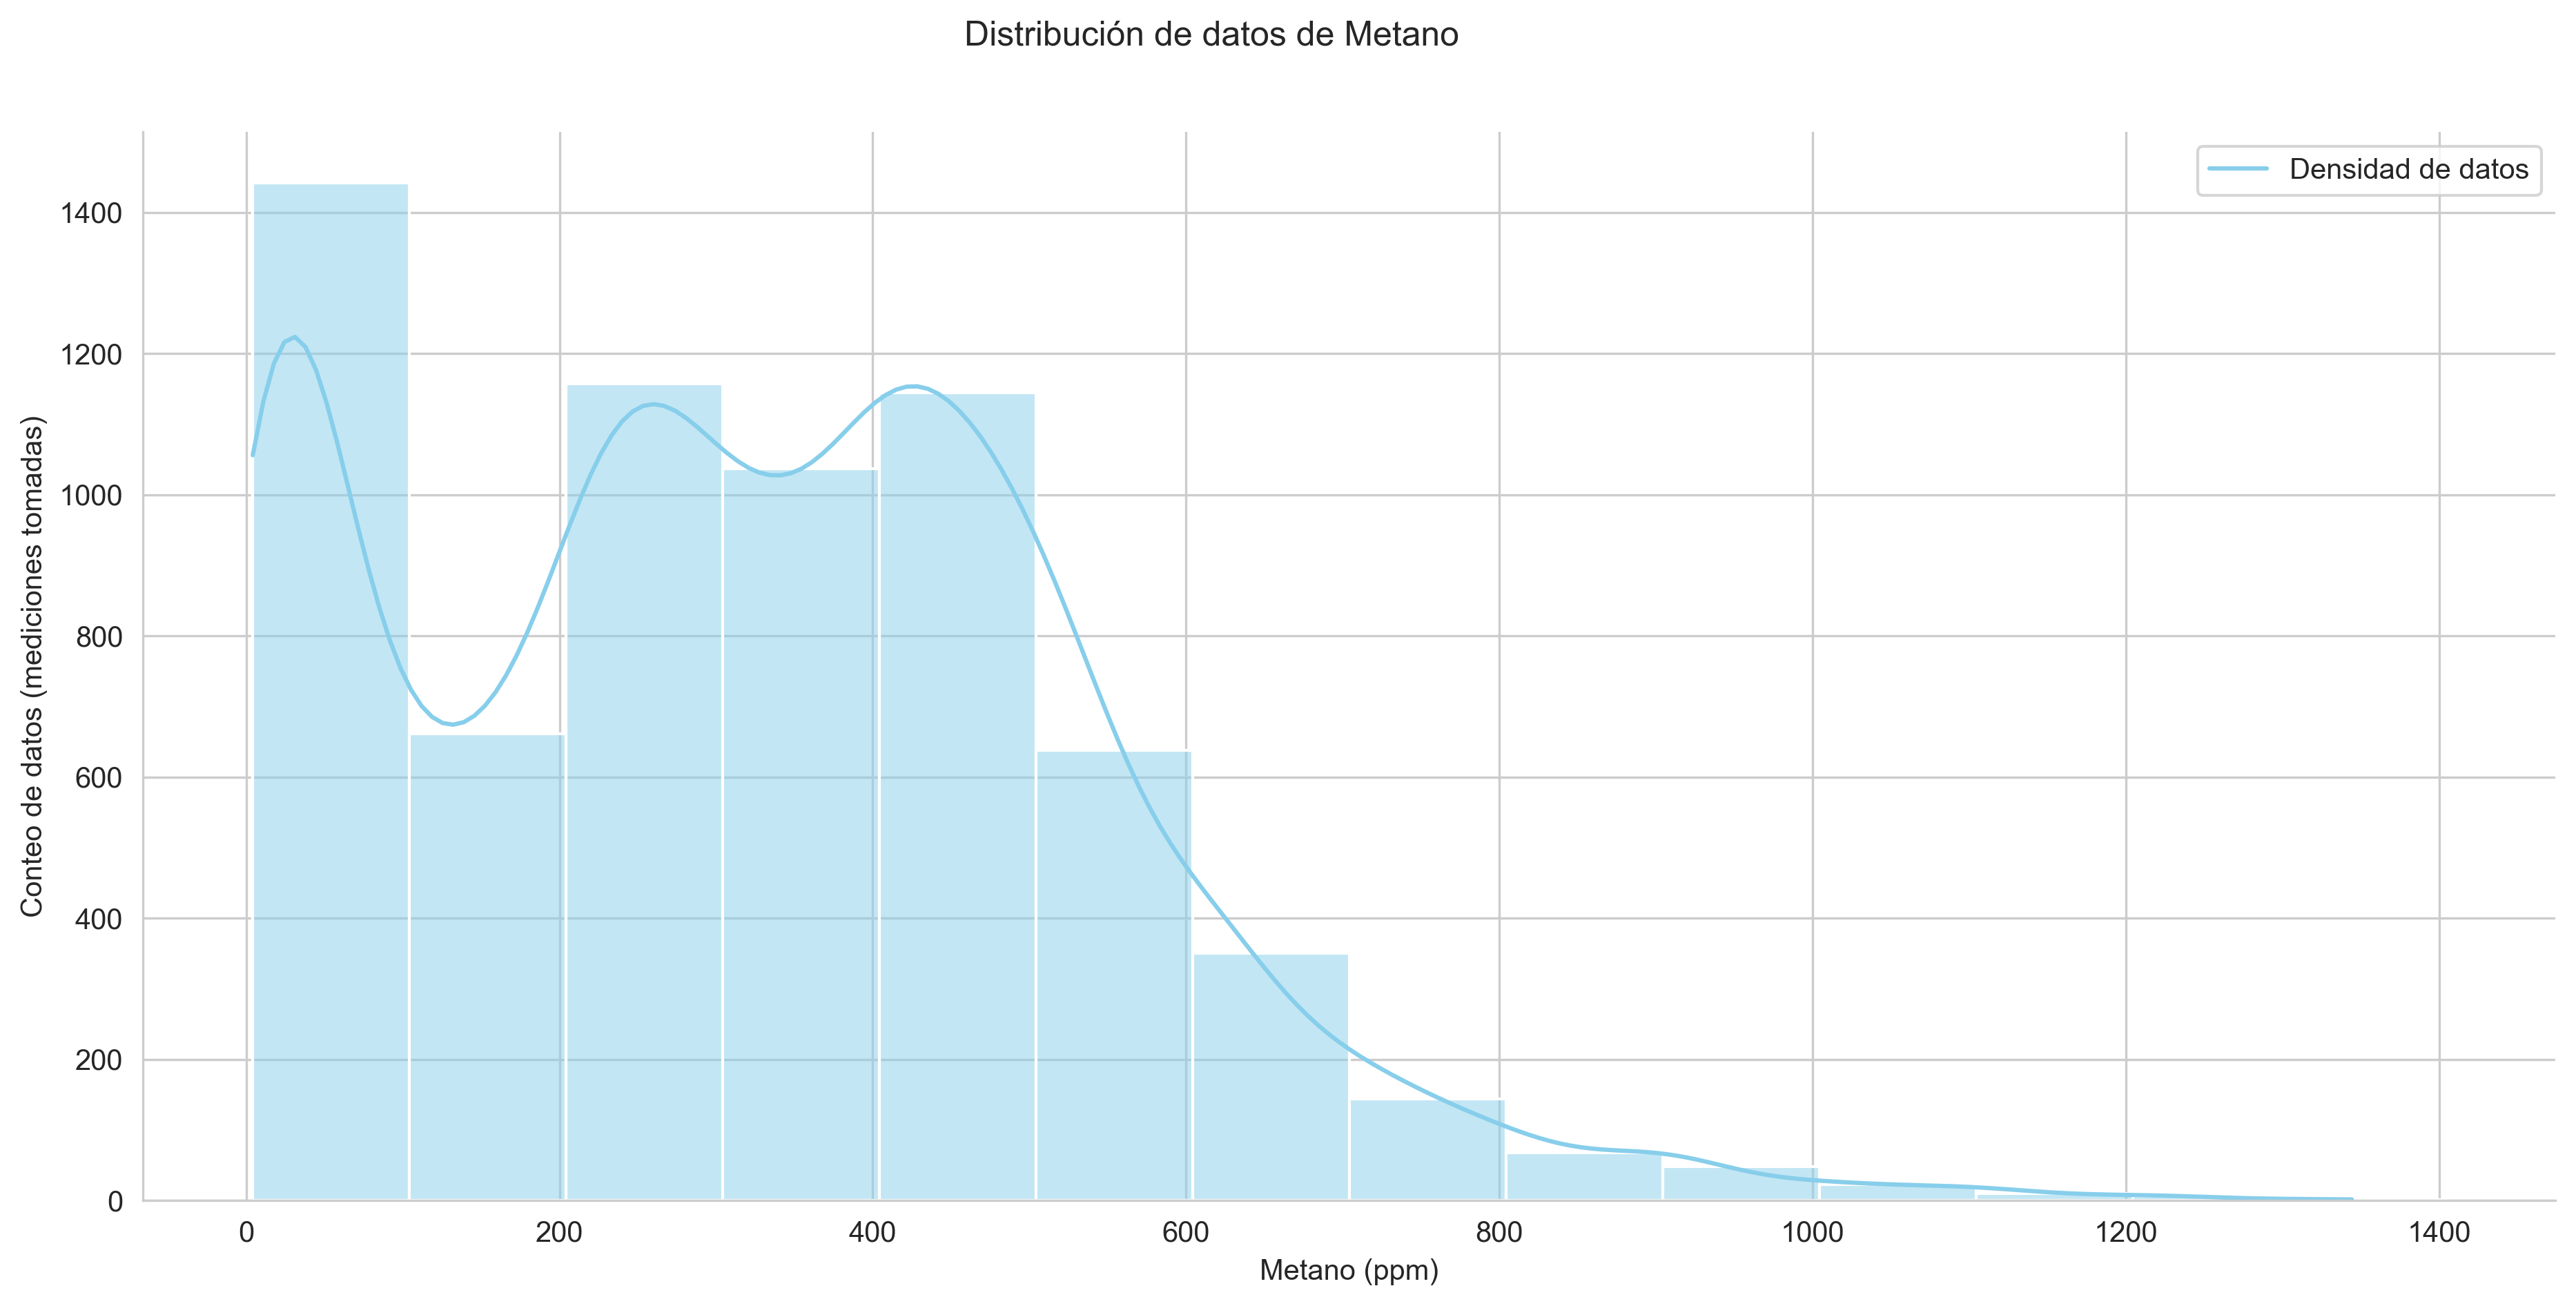 Distribución de datos de Metano
Densidad de datos
Conteo de datos (mediciones tomadas)
1400
1200
1000
800
600
400
200
0
0 200 400 600 800 1000 1200 1400
Metano (ppm)